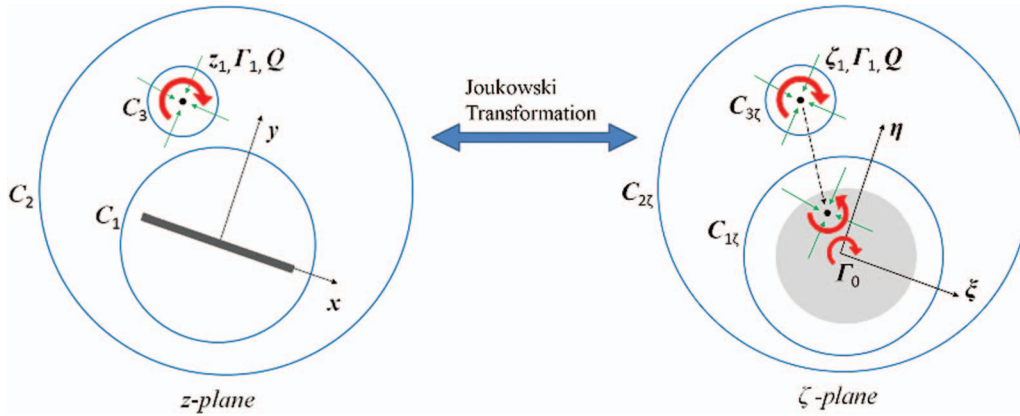 z₁, Γ₁, Q
C₃
y
C₂
C₁
x
z-plane
Joukowski
Transformation
ζ₁, Γ₁, Q
C₃ζ
η
C₂ζ
C₁ζ
Γ₀
ξ
ζ -plane